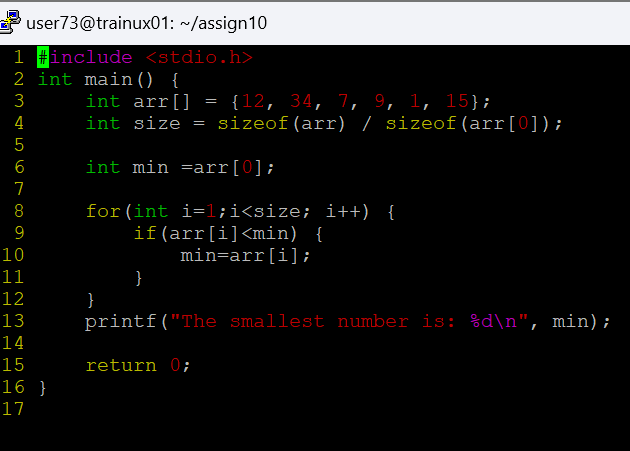 user73@trainux01: ~/assign10
1 #include <stdio.h>
2 int main() {
3     int arr[] = {12, 34, 7, 9, 1, 15};
4     int size = sizeof(arr) / sizeof(arr[0]);
5
6     int min =arr[0];
7
8     for(int i=1;i<size; i++) {
9         if(arr[i]<min) {
10             min=arr[i];
11         }
12     }
13     printf("The smallest number is: %d\n", min);
14
15     return 0;
16 }
17